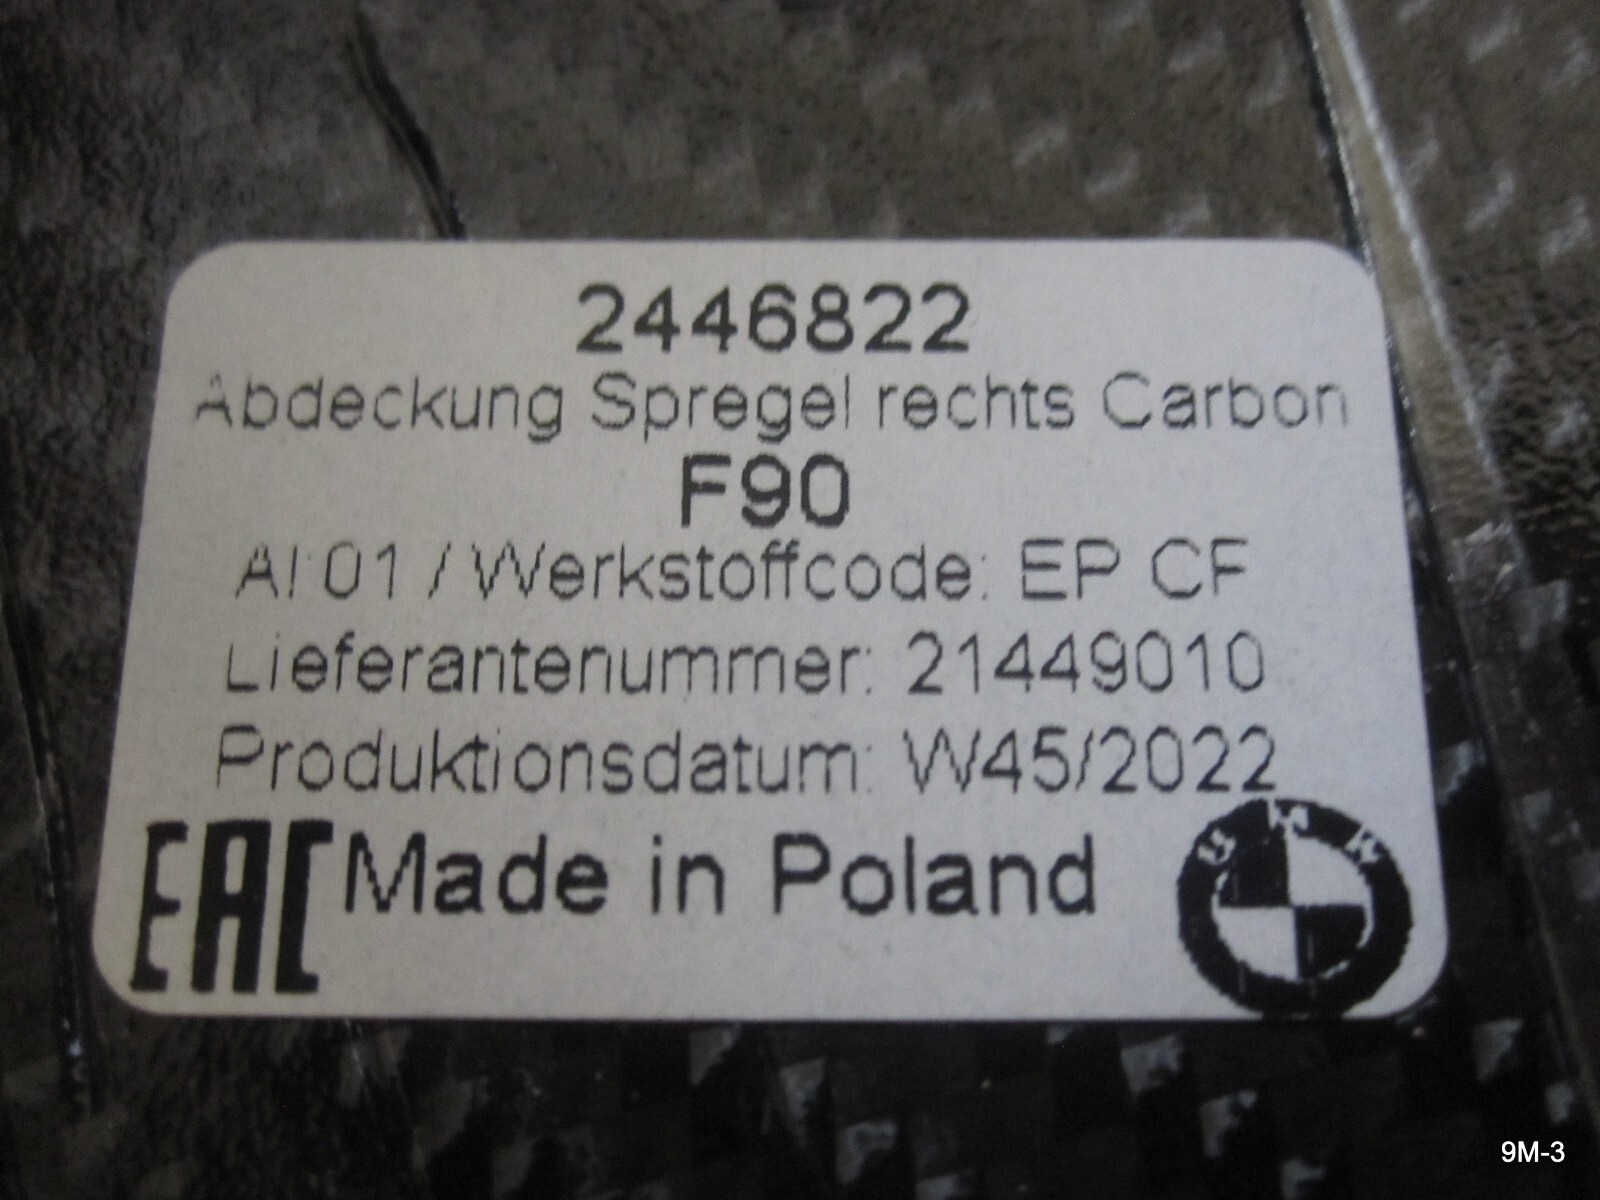 2446822
Abdeckung Spregel rechts Carbon
F90
AI:01 / Werkstoffcode: EP CF
Lieferantenummer: 21449010
Produktionsdatum: W45/2022
EAC Made in Poland
BMW
9M-3